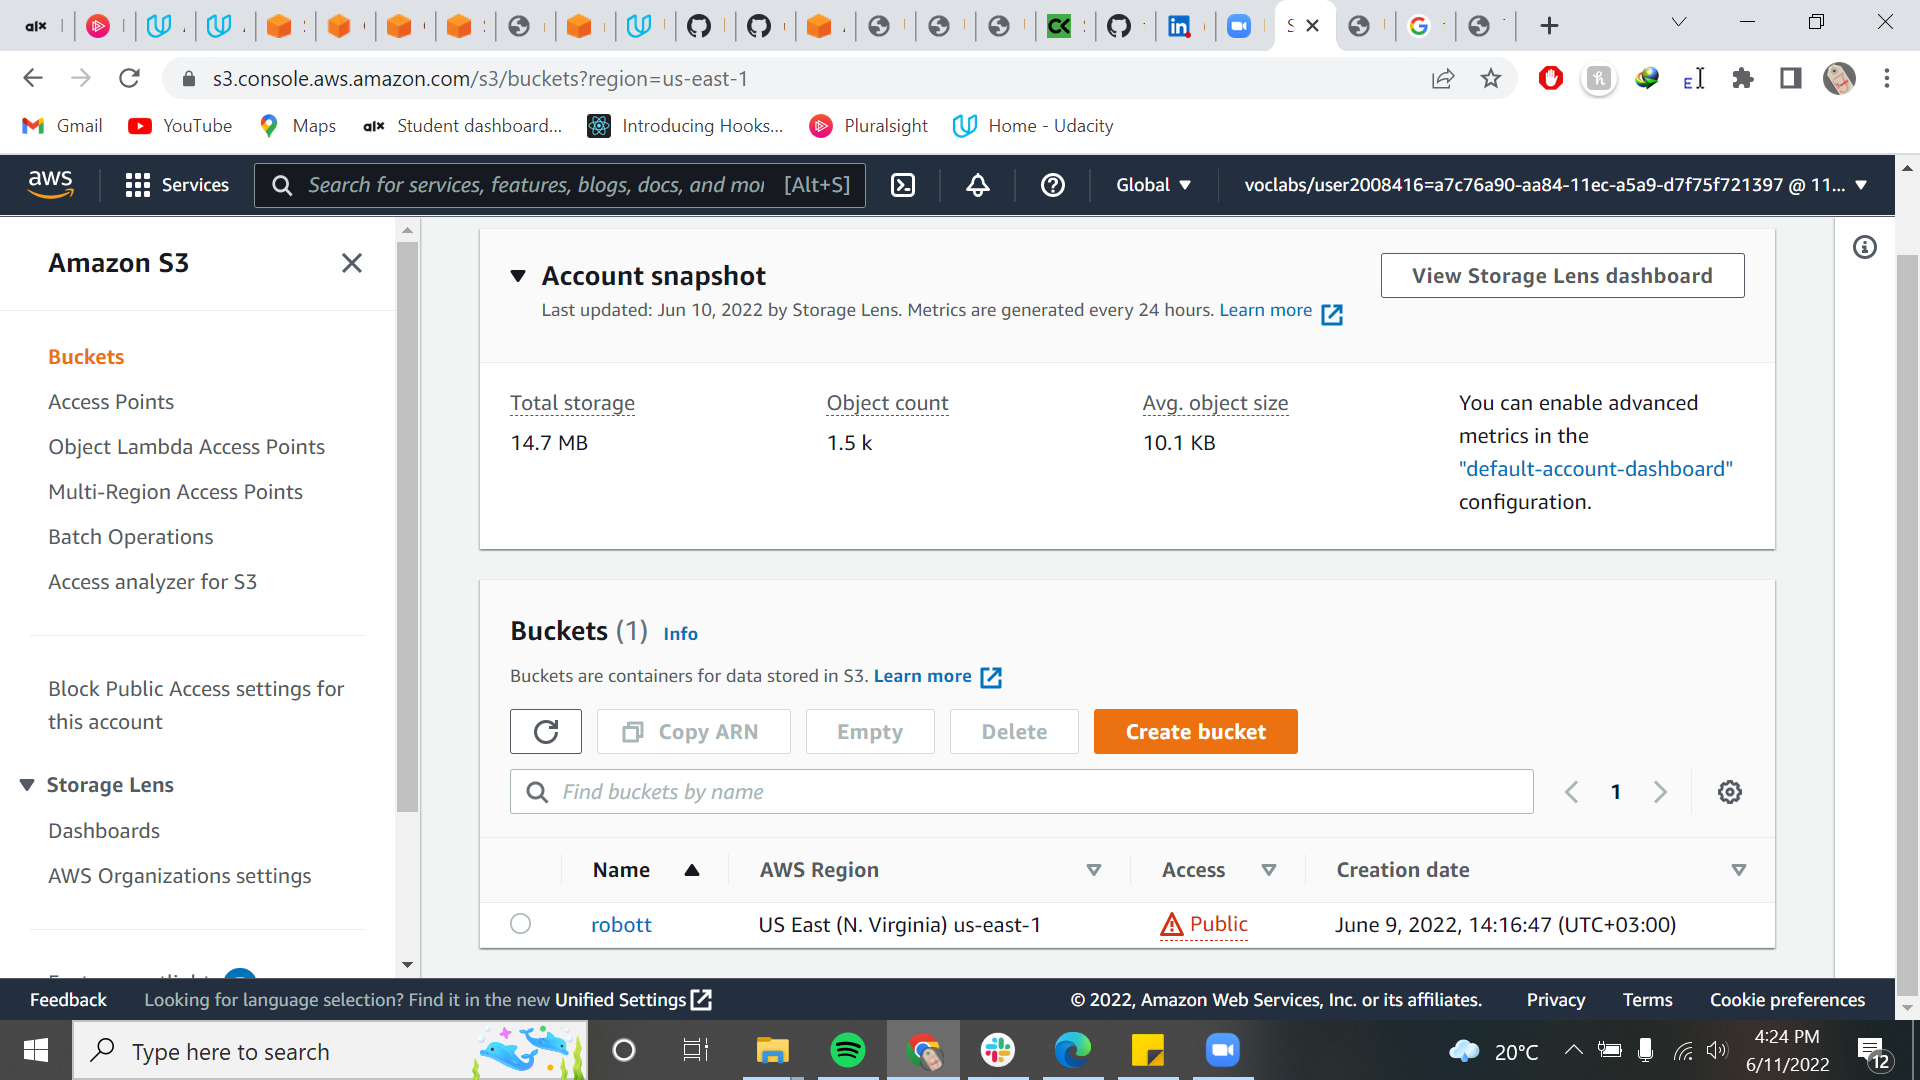 s3.console.aws.amazon.com/s3/buckets?region=us-east-1
Gmail YouTube Maps alx Student dashboard... Introducing Hooks... Pluralsight Home - Udacity
aws Services Search for services, features, blogs, docs, and mor [Alt+S] Global voclabs/user2008416=a7c76a90-aa84-11ec-a5a9-d7f75f721397 @ 11...
Amazon S3
Buckets
Access Points
Object Lambda Access Points
Multi-Region Access Points
Batch Operations
Access analyzer for S3
Block Public Access settings for
this account
Storage Lens
Dashboards
AWS Organizations settings
Account snapshot
View Storage Lens dashboard
Last updated: Jun 10, 2022 by Storage Lens. Metrics are generated every 24 hours. Learn more
Total storage
14.7 MB
Object count
1.5 k
Avg. object size
10.1 KB
You can enable advanced
metrics in the
"default-account-dashboard"
configuration.
Buckets (1) Info
Buckets are containers for data stored in S3. Learn more
Copy ARN Empty Delete Create bucket
Find buckets by name
1
Name AWS Region Access Creation date
robott US East (N. Virginia) us-east-1 Public June 9, 2022, 14:16:47 (UTC+03:00)
Feedback Looking for language selection? Find it in the new Unified Settings © 2022, Amazon Web Services, Inc. or its affiliates. Privacy Terms Cookie preferences
Type here to search
20°C
4:24 PM
6/11/2022
12